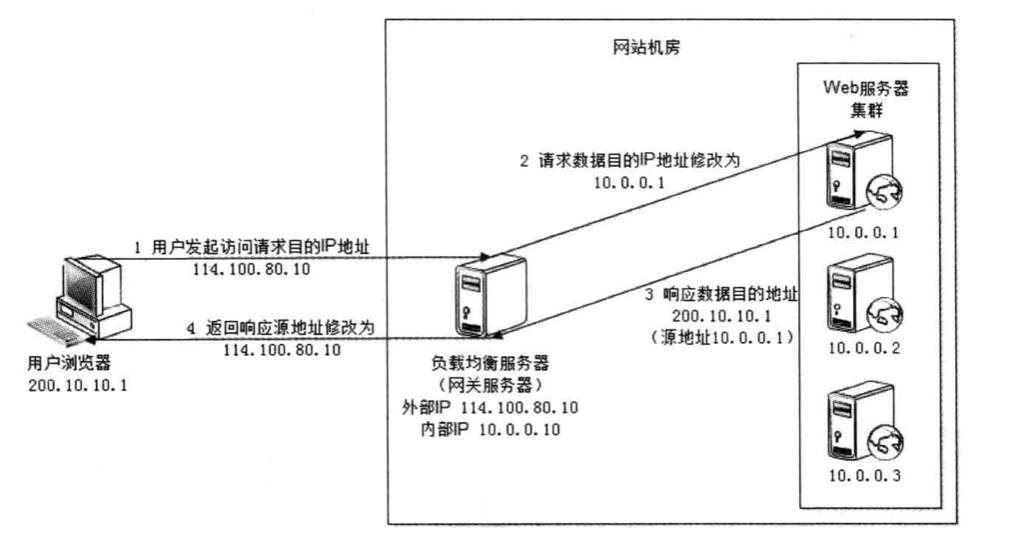 网站机房
Web服务器
集群
2 请求数据目的IP地址修改为
10.0.0.1
10.0.0.1
1 用户发起访问请求目的IP地址
114.100.80.10
3 响应数据目的地址
200.10.10.1
（源地址10.0.0.1）
4 返回响应源地址修改为
114.100.80.10
10.0.0.2
用户浏览器
200.10.10.1
负载均衡服务器
（网关服务器）
外部IP 114.100.80.10
内部IP 10.0.0.10
10.0.0.3